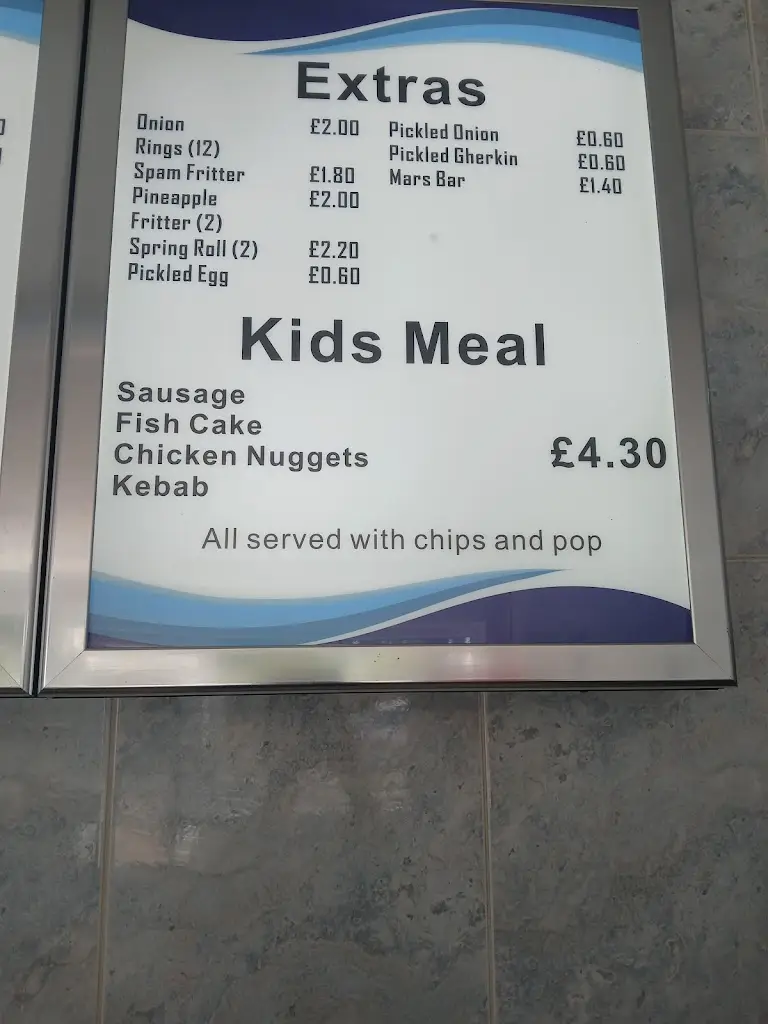 Extras
Onion £2.00
Rings (12)
Spam Fritter £1.80
Pineapple £2.00
Fritter (2)
Spring Roll (2) £2.20
Pickled Egg £0.60
Pickled Onion £0.60
Pickled Gherkin £0.60
Mars Bar £1.40
Kids Meal
Sausage
Fish Cake
Chicken Nuggets £4.30
Kebab
All served with chips and pop